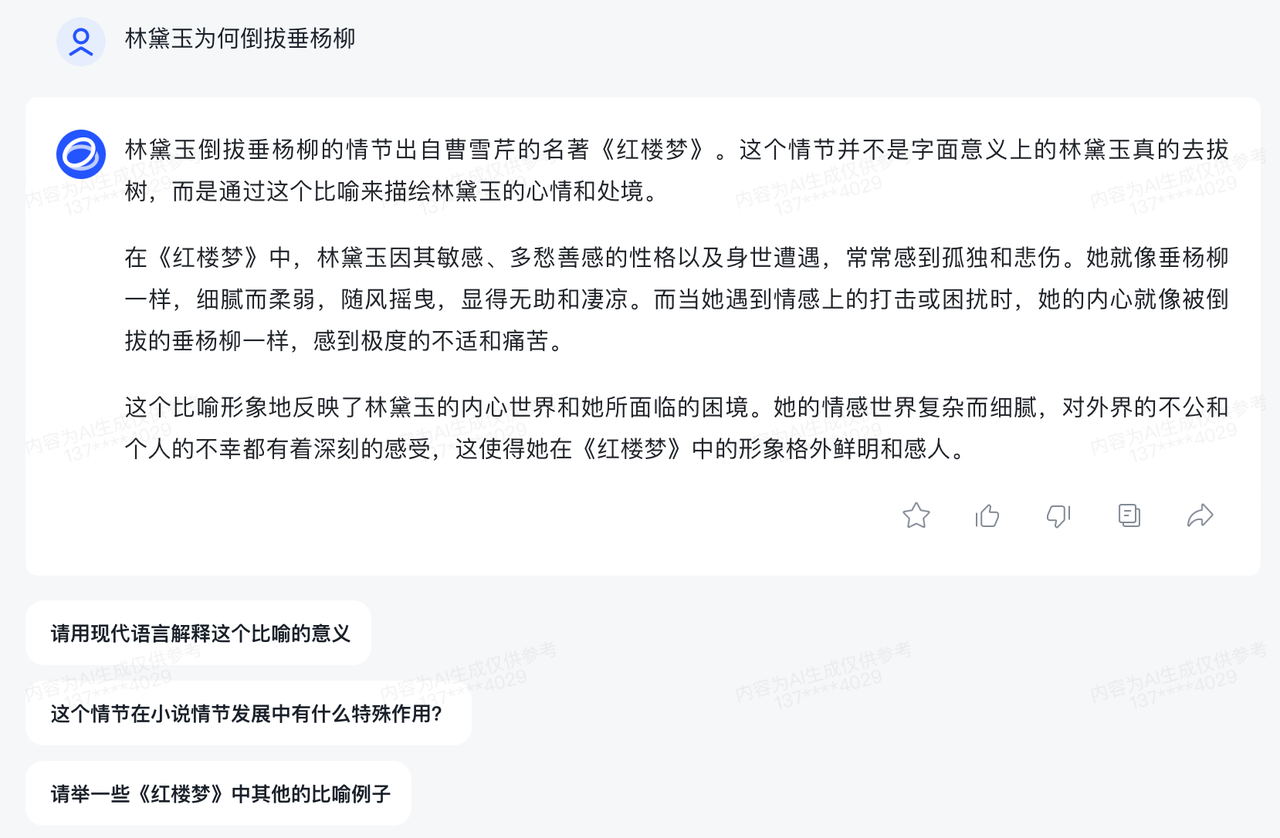 林黛玉为何倒拔垂杨柳
林黛玉倒拔垂杨柳的情节出自曹雪芹的名著《红楼梦》。这个情节并不是字面意义上的林黛玉真的去拔
树，而是通过这个比喻来描绘林黛玉的心情和处境。
在《红楼梦》中，林黛玉因其敏感、多愁善感的性格以及身世遭遇，常常感到孤独和悲伤。她就像垂杨柳
一样，细腻而柔弱，随风摇曳，显得无助和凄凉。而当她遇到情感上的打击或困扰时，她的内心就像被倒
拔的垂杨柳一样，感到极度的不适和痛苦。
这个比喻形象地反映了林黛玉的内心世界和她所面临的困境。她的情感世界复杂而细腻，对外界的不公和
个人的不幸都有着深刻的感受，这使得她在《红楼梦》中的形象格外鲜明和感人。
请用现代语言解释这个比喻的意义
这个情节在小说情节发展中有什么特殊作用？
请举一些《红楼梦》中其他的比喻例子
内容为AI生成仅供参考
137****4029